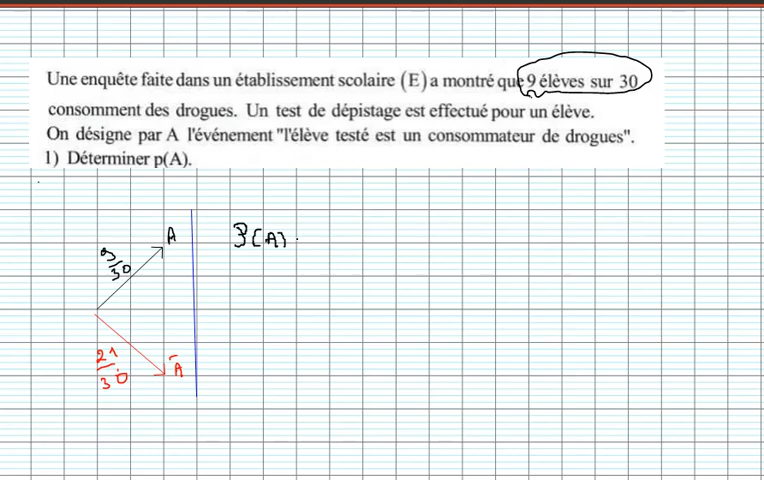 Une enquête faite dans un établissement scolaire (E) a montré que 9 élèves sur 30
consomment des drogues. Un test de dépistage est effectué pour un élève.
On désigne par A l'événement "l'élève testé est un consommateur de drogues".
1) Déterminer p(A).
A
9/30
P(A)
21/30
Ā